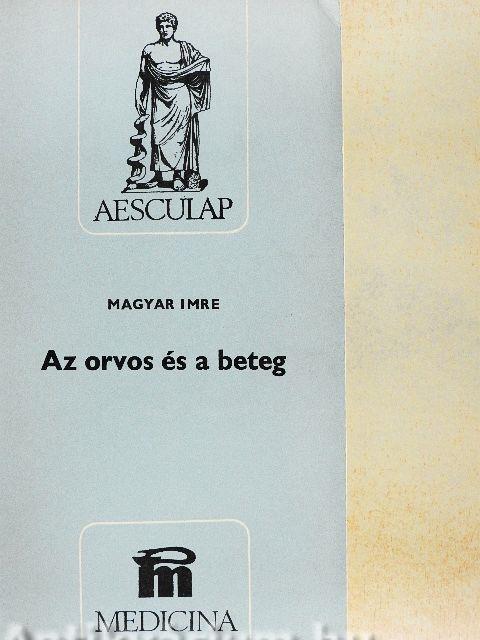 AESCULAP
MAGYAR IMRE
Az orvos és a beteg
MEDICINA